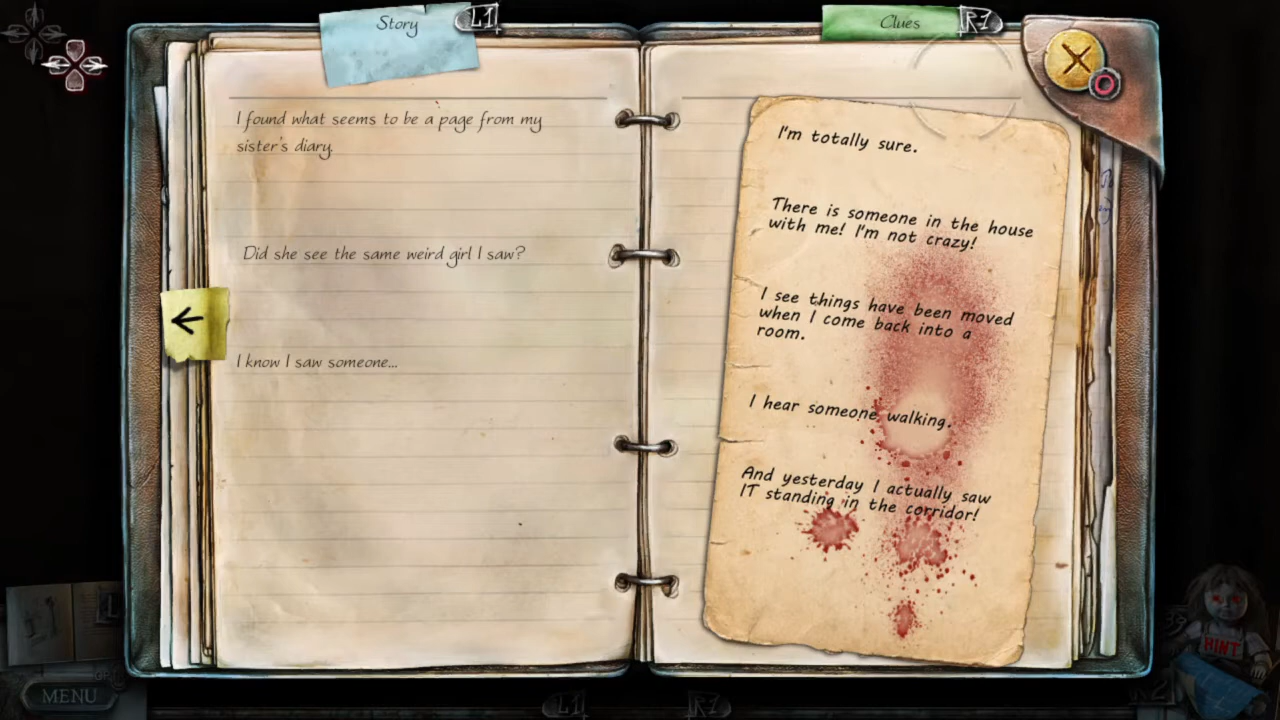 Story L1
Clues R1
I found what seems to be a page from my
sister's diary.
Did she see the same weird girl I saw?
I know I saw someone...
I'm totally sure.
There is someone in the house
with me! I'm not crazy!
I see things have been moved
when I come back into a
room.
I hear someone walking.
And yesterday I actually saw
IT standing in the corridor!
HINT
MENU
L1
R1
R2